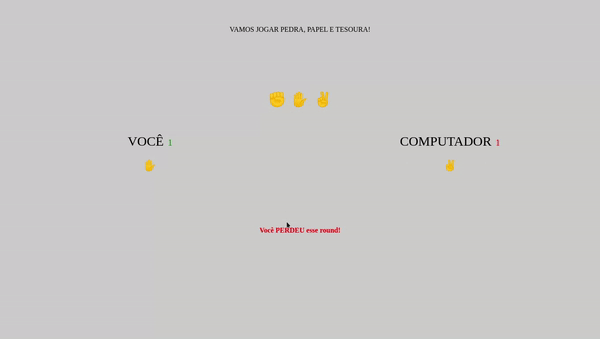 VAMOS JOGAR PEDRA, PAPEL E TESOURA!
VOCÊ 1
COMPUTADOR 1
Você PERDEU esse round!